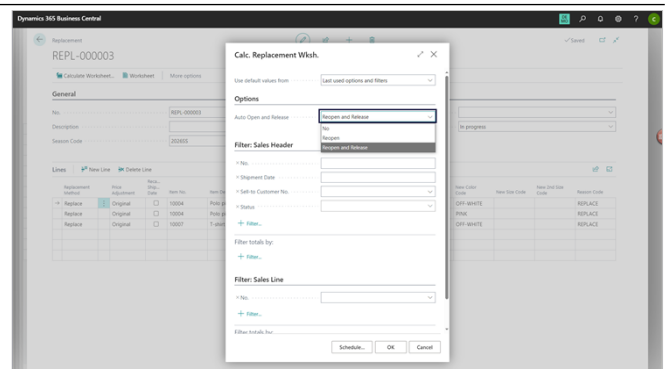 Dynamics 365 Business Central
Replacement
Saved
REPL-000003
Calculate Worksheet... Worksheet More options
General
No. REPL-000003
Description In progress
Season Code
Lines New Line Delete Line
Replacement Method Price Adjustment Item No.
New Color Code New Size Code New 2nd Size Code Reason Code
Replace Original 10004 OFF-WHITE REPLACE
Replace Original 10004 PINK REPLACE
Replace Original 10007 OFF-WHITE REPLACE
Calc. Replacement Wksh.
Use default values from Last used options and filters
Options
Auto Open and Release Reopen and Release
No
Reopen
Reopen and Release
Filter: Sales Header
× No.
× Shipment Date
× Sell-to Customer No.
× Status
+ Filter...
Filter totals by:
+ Filter...
Filter: Sales Line
× No.
+ Filter...
Filter totals by:
Schedule... OK Cancel